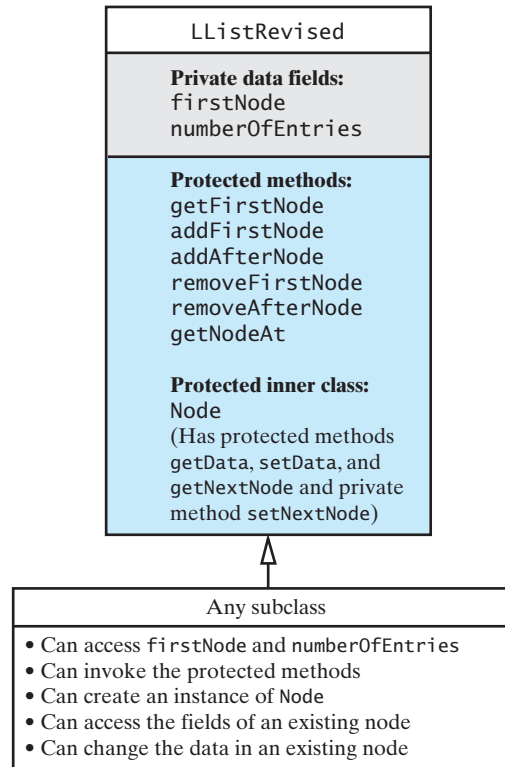 LListRevised
Private data fields:
firstNode
numberOfEntries
Protected methods:
getFirstNode
addFirstNode
addAfterNode
removeFirstNode
removeAfterNode
getNodeAt
Protected inner class:
Node
(Has protected methods
getData, setData, and
getNextNode and private
method setNextNode)
Any subclass
• Can access firstNode and numberOfEntries
• Can invoke the protected methods
• Can create an instance of Node
• Can access the fields of an existing node
• Can change the data in an existing node